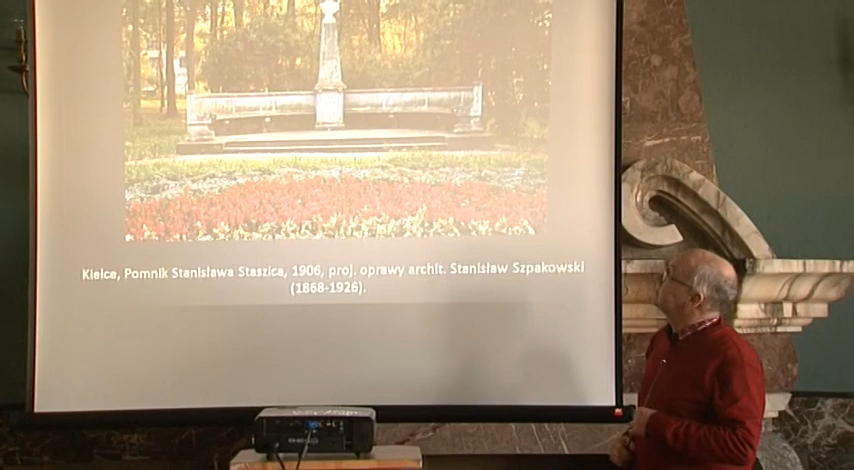 Kielce, Pomnik Stanisława Staszica, 1906, proj. oprawy archit. Stanisław Szpakowski
(1868-1926).